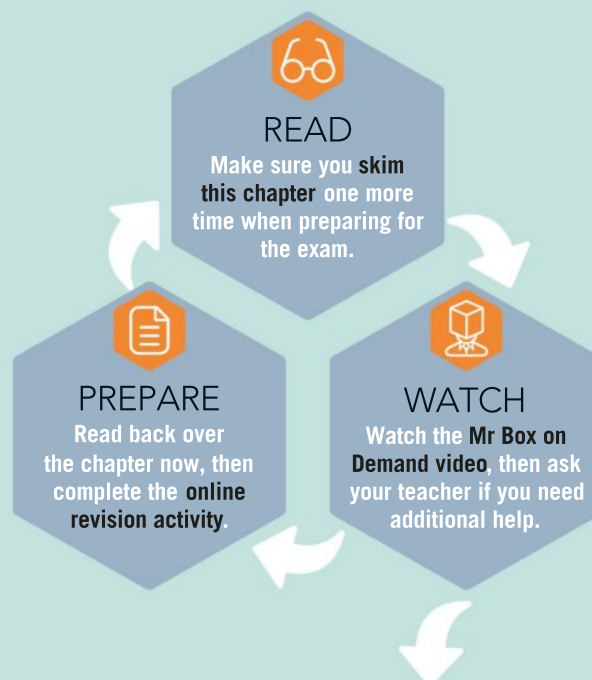 READ
Make sure you skim
this chapter one more
time when preparing for
the exam.
PREPARE
Read back over
the chapter now, then
complete the online
revision activity.
WATCH
Watch the Mr Box on
Demand video, then ask
your teacher if you need
additional help.